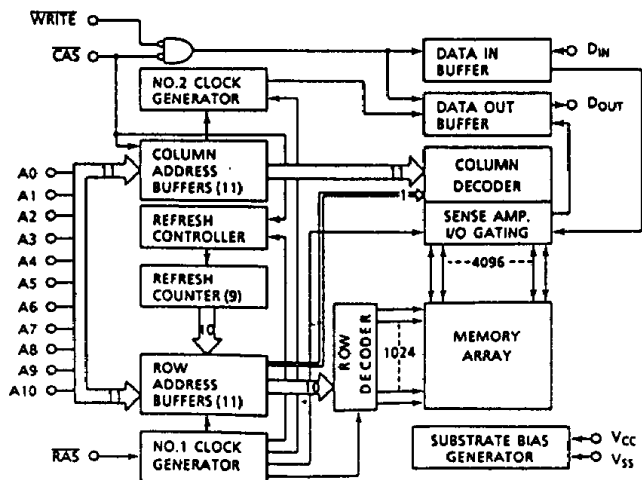 WRITE
CAS
NO.2 CLOCK
GENERATOR
DATA IN
BUFFER
DIN
DATA OUT
BUFFER
DOUT
COLUMN
ADDRESS
BUFFERS (11)
COLUMN
DECODER
1
SENSE AMP.
I/O GATING
A0
A1
A2
A3
A4
A5
A6
A7
A8
A9
A10
REFRESH
CONTROLLER
REFRESH
COUNTER (9)
10
4096
ROW
ADDRESS
BUFFERS (11)
ROW
DECODER
1024
MEMORY
ARRAY
RAS
NO.1 CLOCK
GENERATOR
SUBSTRATE BIAS
GENERATOR
VCC
VSS